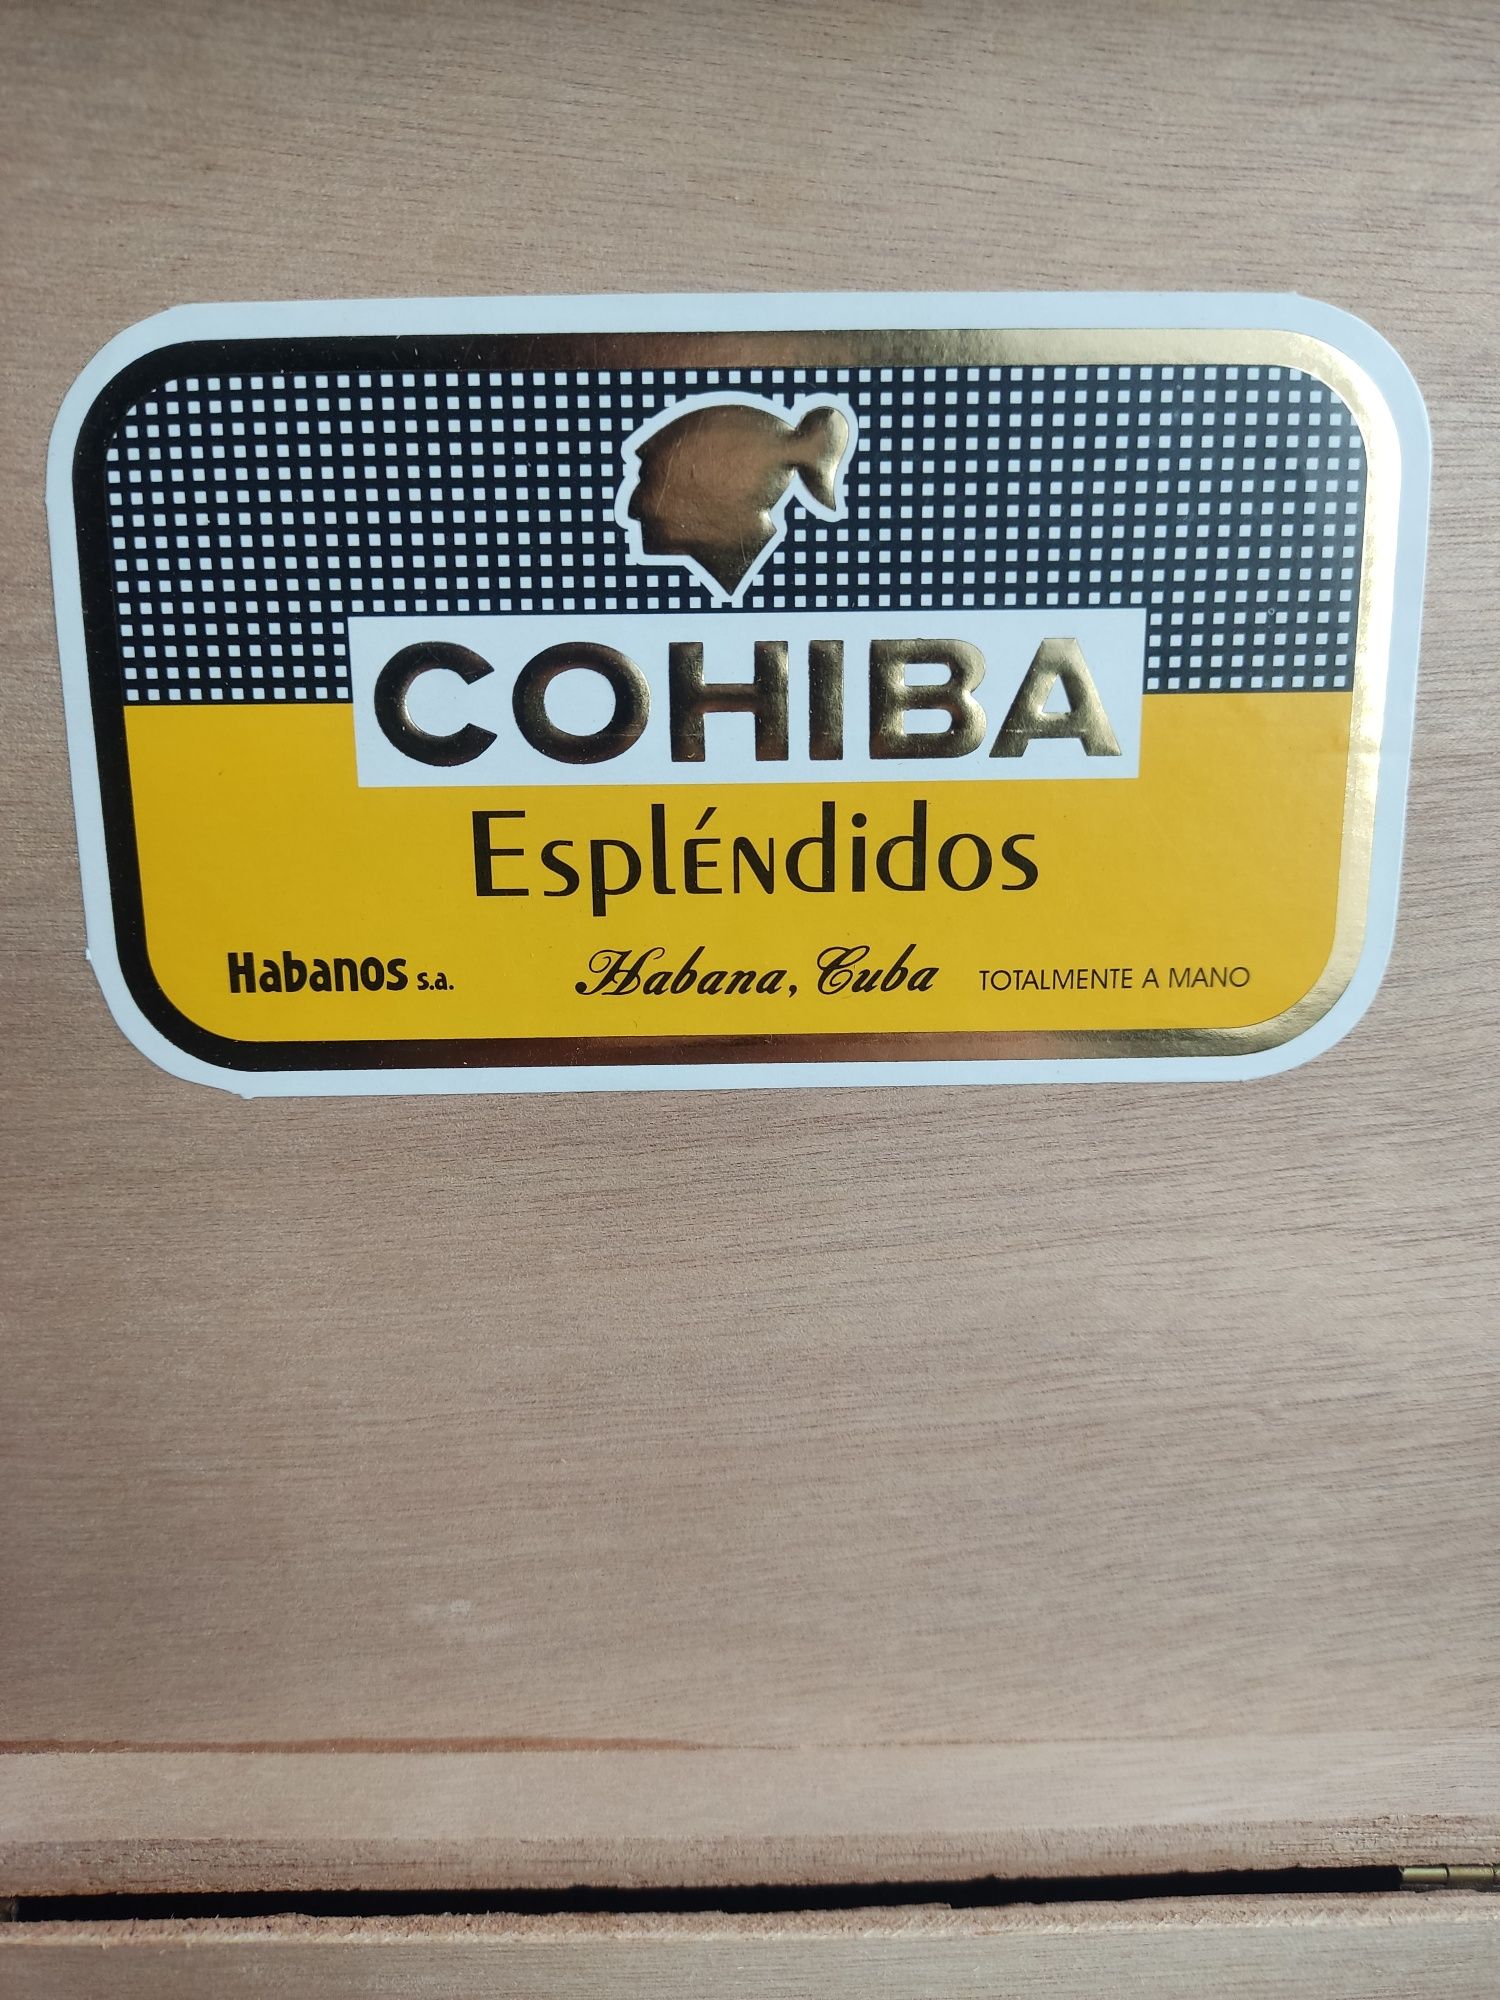 COHIBA
Espléndidos
Habanos s.a. Habana, Cuba TOTALMENTE A MANO